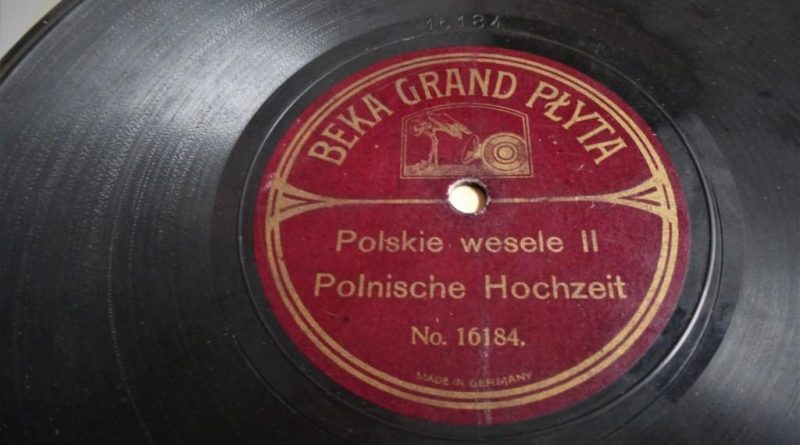 16184
BEKA GRAND PŁYTA
Polskie wesele II
Polnische Hochzeit
No. 16184.
MADE IN GERMANY